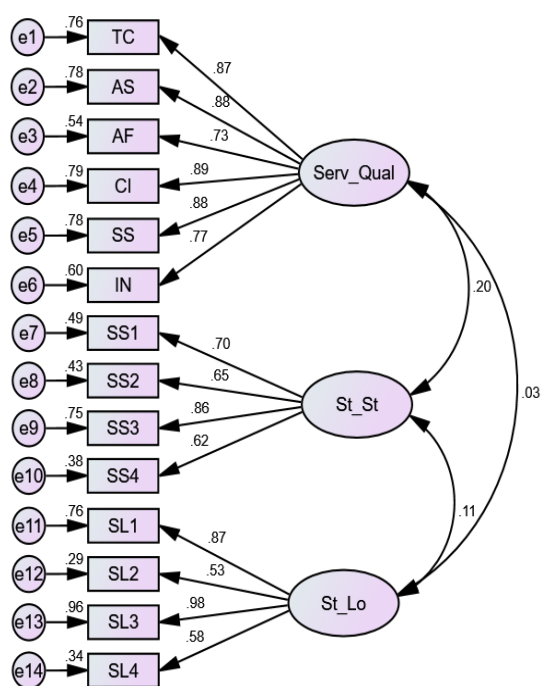 e1 .76 TC
.87
e2 .78 AS
.88
e3 .54 AF
.73
Serv_Qual
e4 .79 CI
.89
e5 .78 SS
.88
e6 .60 IN
.77
.20
e7 .49 SS1
.70
e8 .43 SS2
.65
.03
St_St
e9 .75 SS3
.86
e10 .38 SS4
.62
.11
e11 .76 SL1
.87
e12 .29 SL2
.53
St_Lo
e13 .96 SL3
.98
e14 .34 SL4
.58